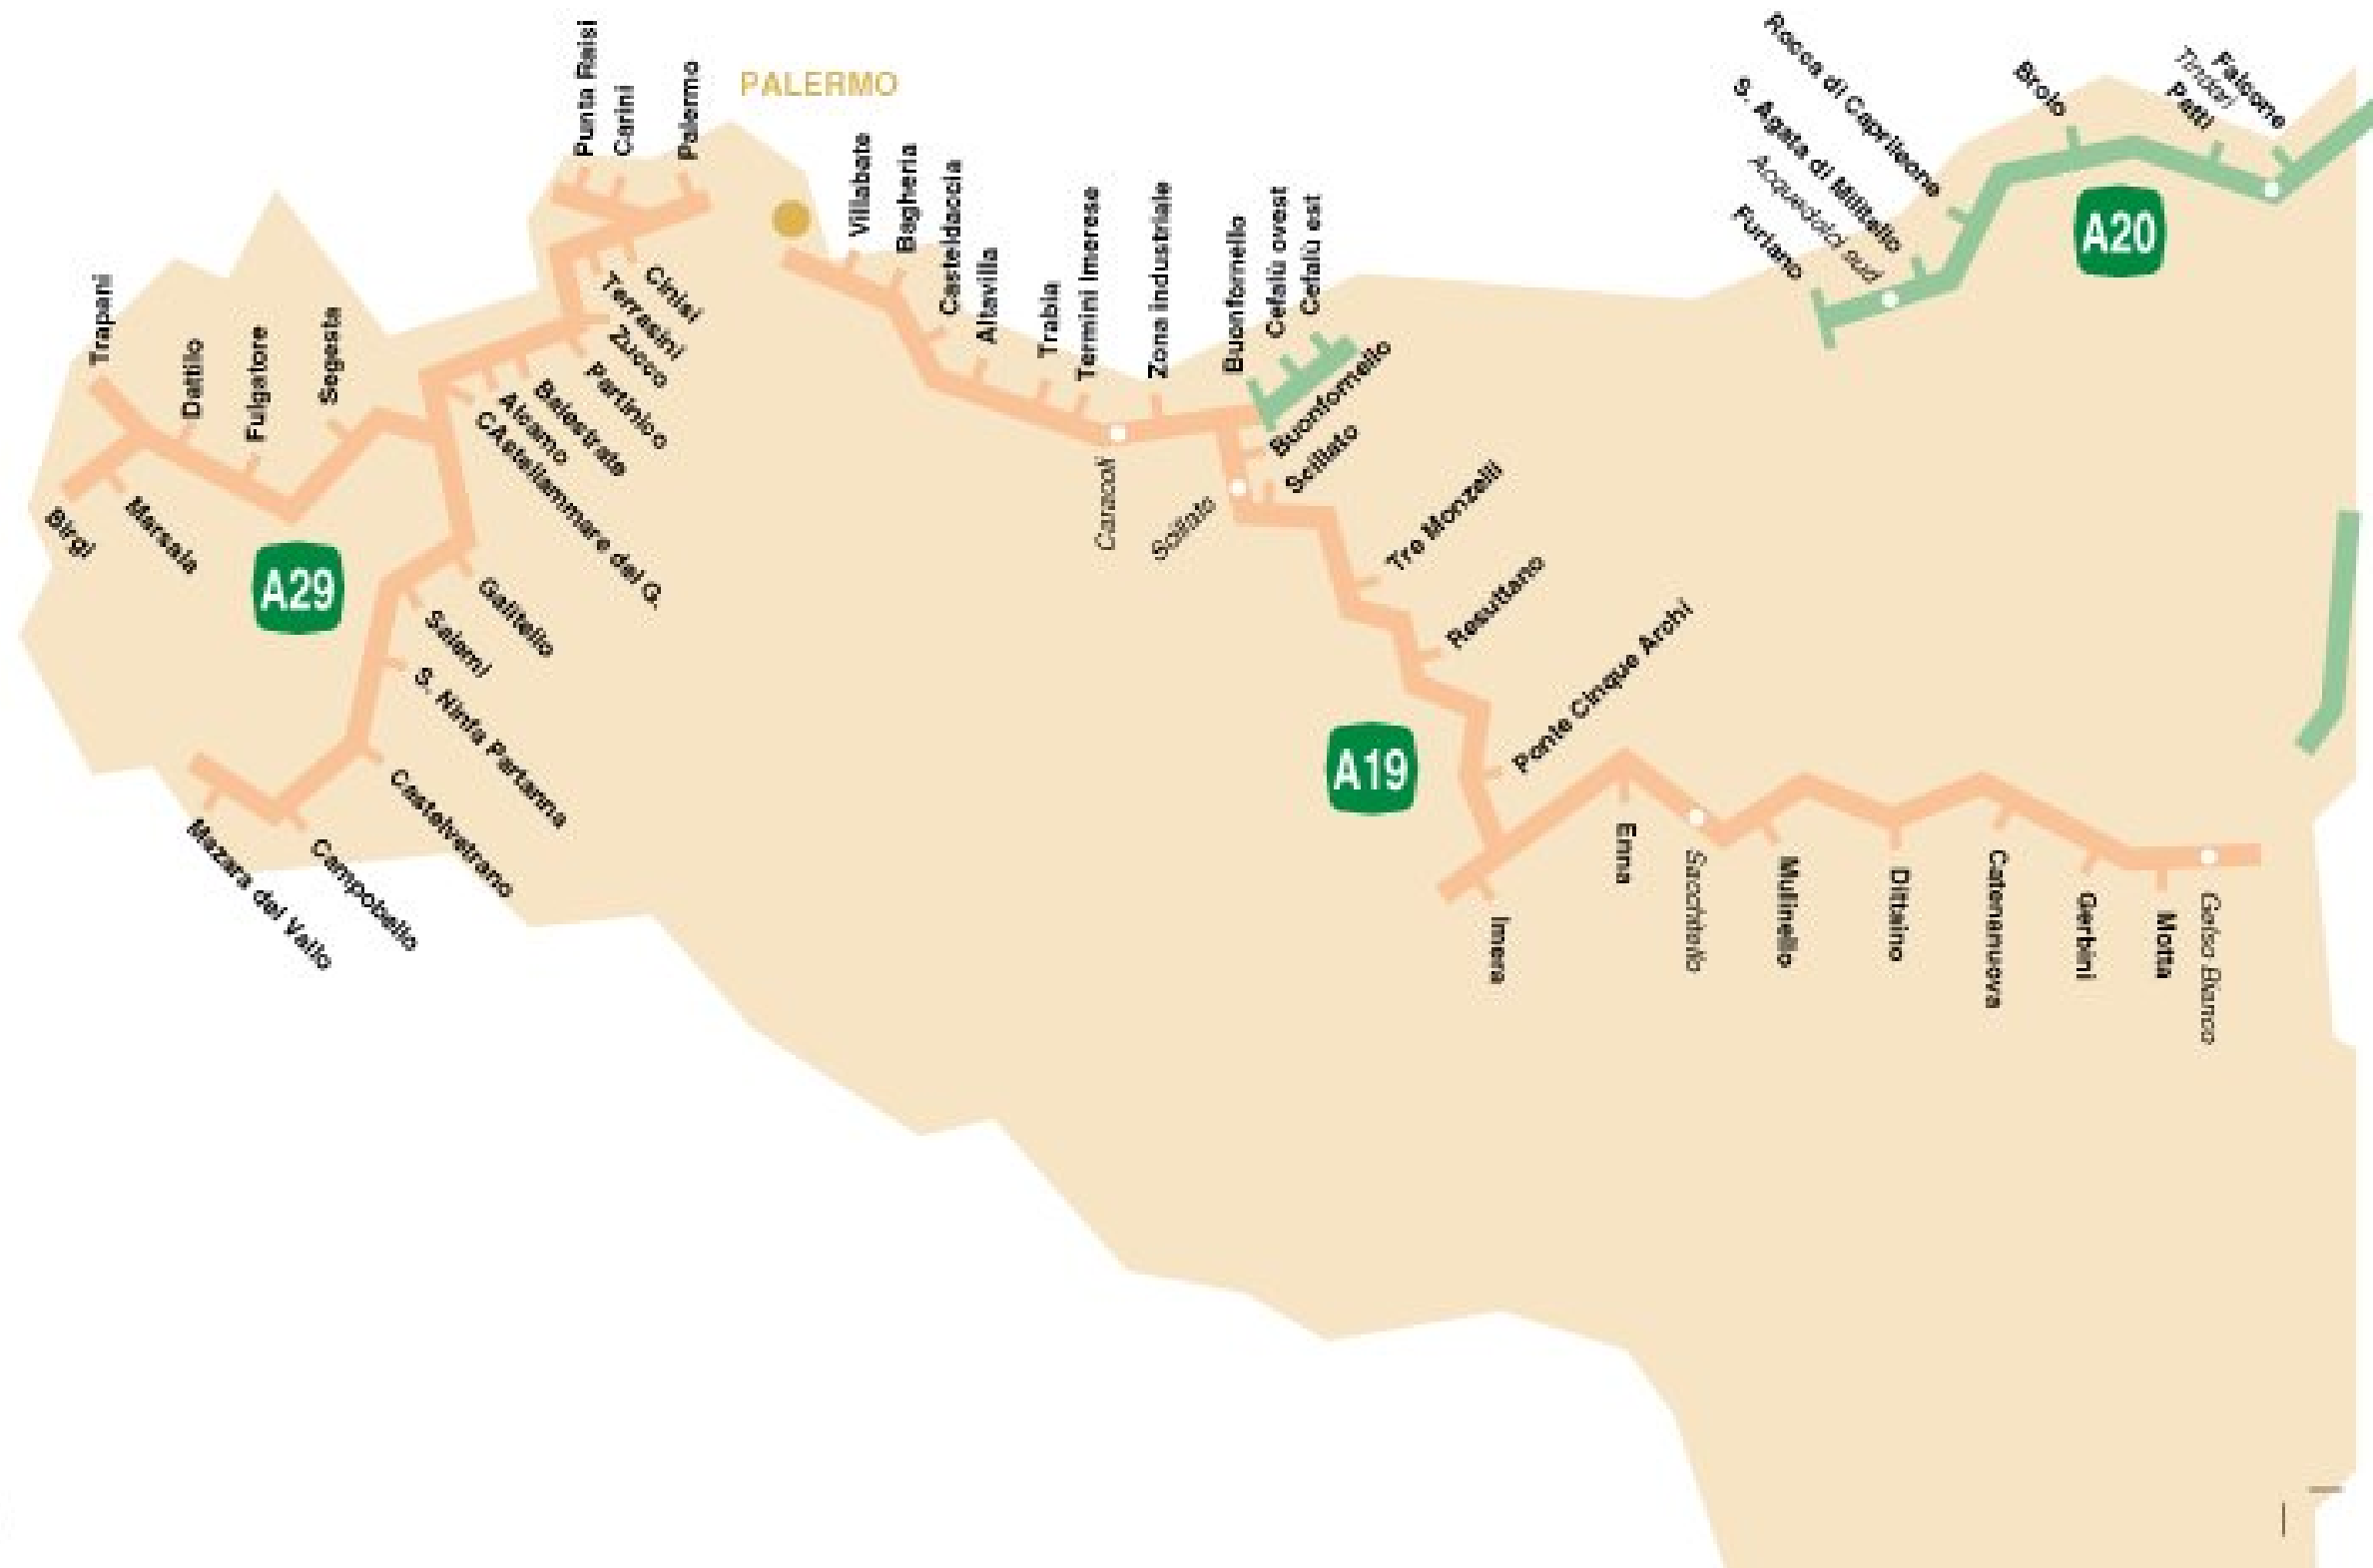 Punta Raisi
Carini
Palermo
PALERMO
Trapani
Dattilo
Fulgatore
Segesta
Birgi
Marsala
A29
Cinisi
Terrasini
Zucco
Partinico
Balestrate
Alcamo
CAstellammare del G.
Gallitello
Salemi
S. Ninfa Partanna
Castelvetrano
Campobello
Mazara del Vallo
Villabate
Bagheria
Casteldaccia
Altavilla
Trabia
Termini Imerese
Zona industriale
Buonfornello
Cefalù ovest
Cefalù est
Caracoli
Buonfornello
Scillato
Scillato
Tre Monzelli
Resuttano
Ponte Cinque Archi
A19
Imera
Enna
Sacchitello
Mulinello
Dittaino
Catenanuova
Gerbini
Motta
Gelso Bianco
Furiano
Acquedolci sud
S. Agata di Militello
Rocca di Caprileone
Brolo
Patti
Tindari
Falcone
A20